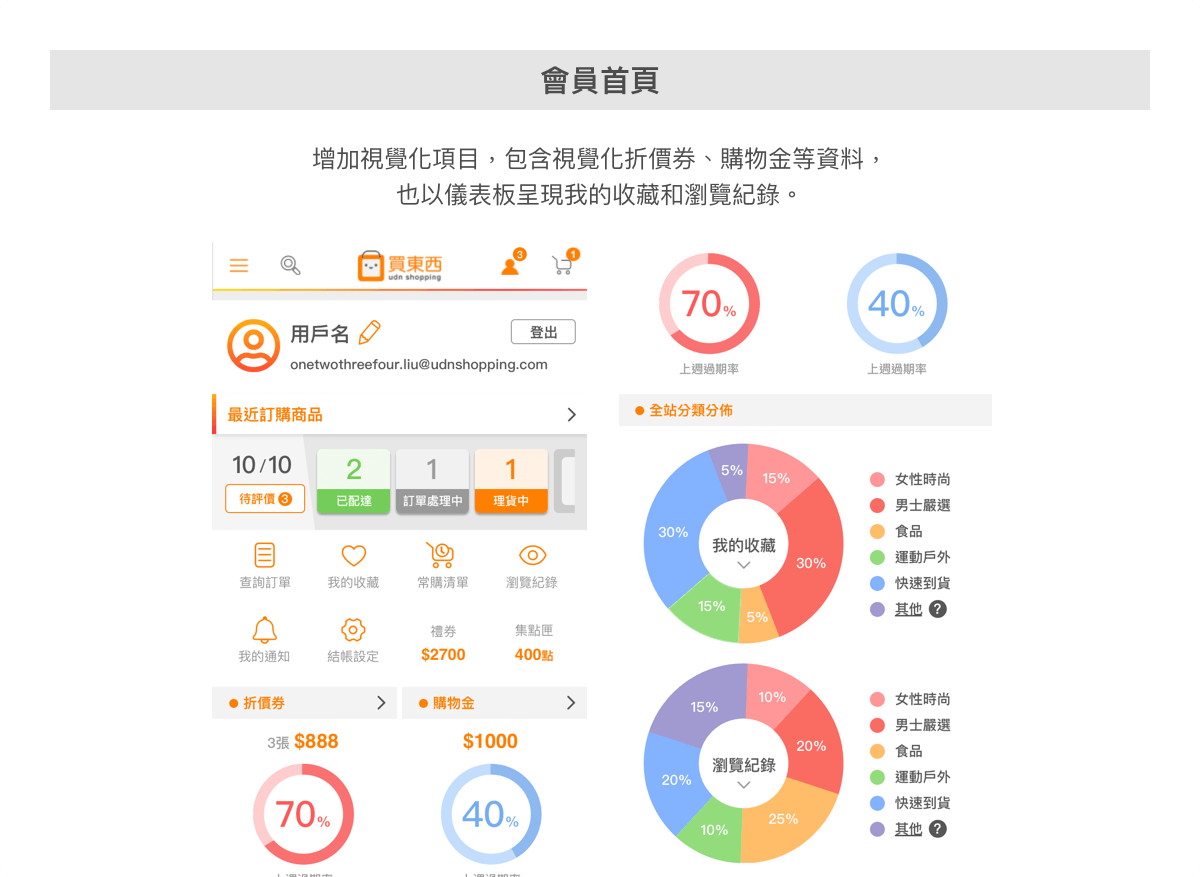 會員首頁
增加視覺化項目，包含視覺化折價券、購物金等資料，
也以儀表板呈現我的收藏和瀏覽紀錄。
買東西
udn shopping
3
1
用戶名
登出
onetwothreefour.liu@udnshopping.com
最近訂購商品
10/10
待評價 3
2
已配達
1
訂單處理中
1
理貨中
查詢訂單
我的收藏
常購清單
瀏覽紀錄
我的通知
結帳設定
禮券
$2700
集點匣
400點
折價券
購物金
3張 $888
$1000
70%
40%
上週過期率
上週過期率
70%
40%
上週過期率
上週過期率
全站分類分佈
5%
15%
30%
30%
15%
5%
我的收藏
女性時尚
男士嚴選
食品
運動戶外
快速到貨
其他 ?
15%
10%
20%
20%
10%
25%
瀏覽紀錄
女性時尚
男士嚴選
食品
運動戶外
快速到貨
其他 ?